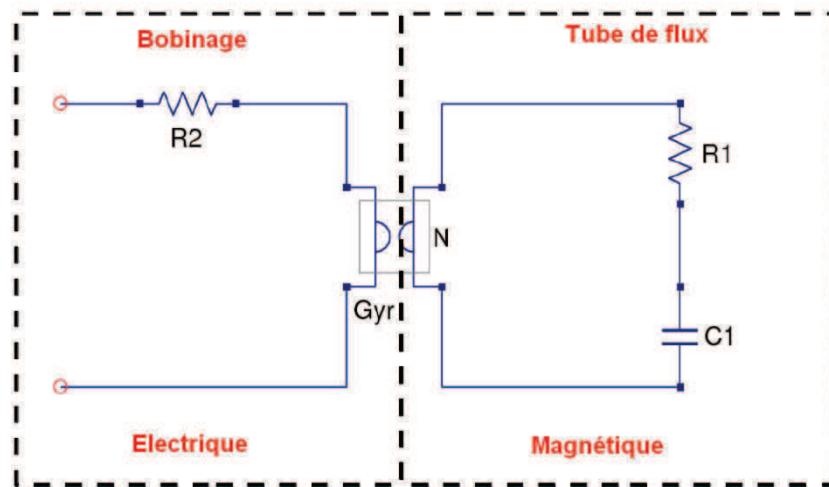 Bobinage
Tube de flux
R2
R1
N
Gyr
C1
Electrique
Magnétique